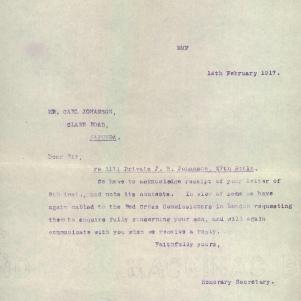 14th February 1917.
MR. CARL JOHANSON,
CLARE ROAD,
Dear Sir,
re 1171 Private J. R. Johanson, 27th Battn.
We have to acknowledge receipt of your letter of
8th inst., and note its contents. In view of same we have
again cabled to the Red Cross Commissioners in London requesting
them to enquire fully concerning your son, and will again
communicate with you when we receive a reply.
Faithfully yours,
Honorary Secretary.